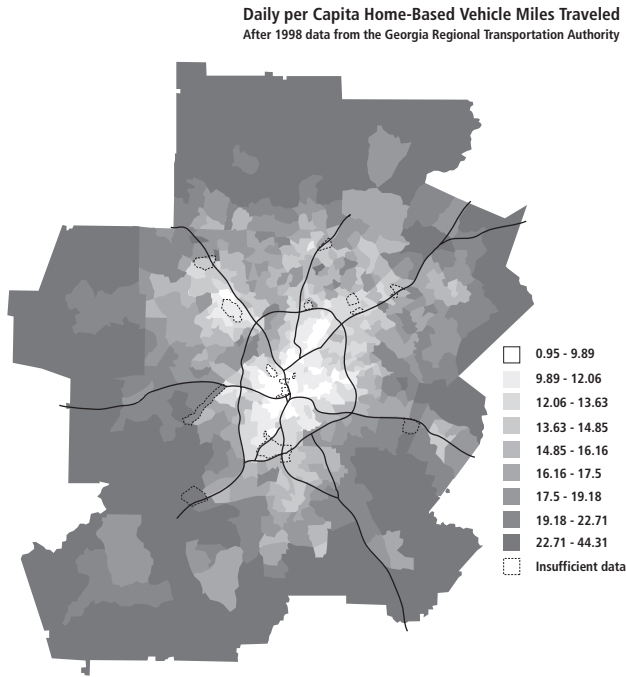 Daily per Capita Home-Based Vehicle Miles Traveled
After 1998 data from the Georgia Regional Transportation Authority
0.95 - 9.89
9.89 - 12.06
12.06 - 13.63
13.63 - 14.85
14.85 - 16.16
16.16 - 17.5
17.5 - 19.18
19.18 - 22.71
22.71 - 44.31
Insufficient data